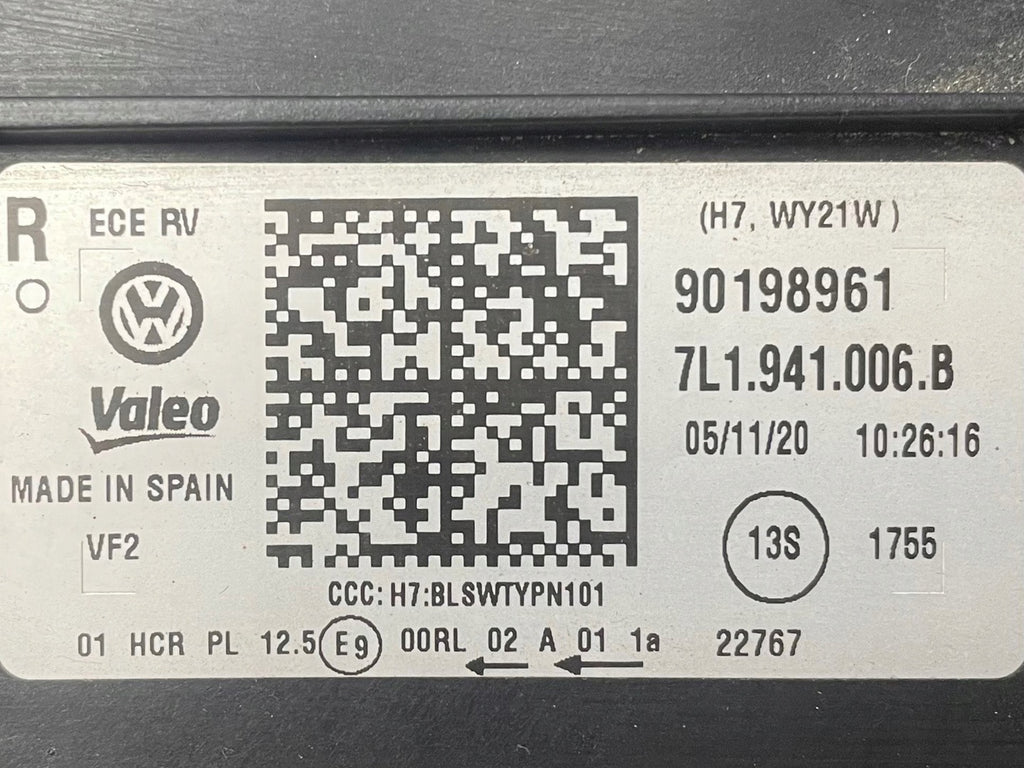 R
ECE RV
(H7, WY21W)
90198961
Valeo
7L1.941.006.B
05/11/20 10:26:16
MADE IN SPAIN
VF2
13S
1755
CCC: H7:BLSWTYPN101
01 HCR PL 12.5 E9 00RL 02 A 01 1a 22767